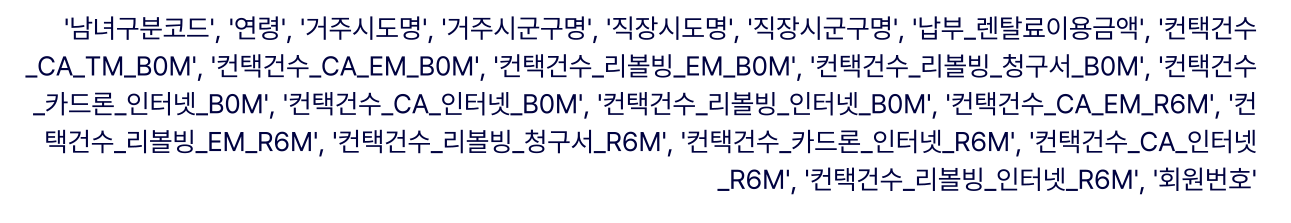 '남녀구분코드', '연령', '거주시도명', '거주시군구명', '직장시도명', '직장시군구명', '납부_렌탈료이용금액', '컨택건수
_CA_TM_B0M', '컨택건수_CA_EM_B0M', '컨택건수_리볼빙_EM_B0M', '컨택건수_리볼빙_청구서_B0M', '컨택건수
_카드론_인터넷_B0M', '컨택건수_CA_인터넷_B0M', '컨택건수_리볼빙_인터넷_B0M', '컨택건수_CA_EM_R6M', '컨
택건수_리볼빙_EM_R6M', '컨택건수_리볼빙_청구서_R6M', '컨택건수_카드론_인터넷_R6M', '컨택건수_CA_인터넷
_R6M', '컨택건수_리볼빙_인터넷_R6M', '회원번호'